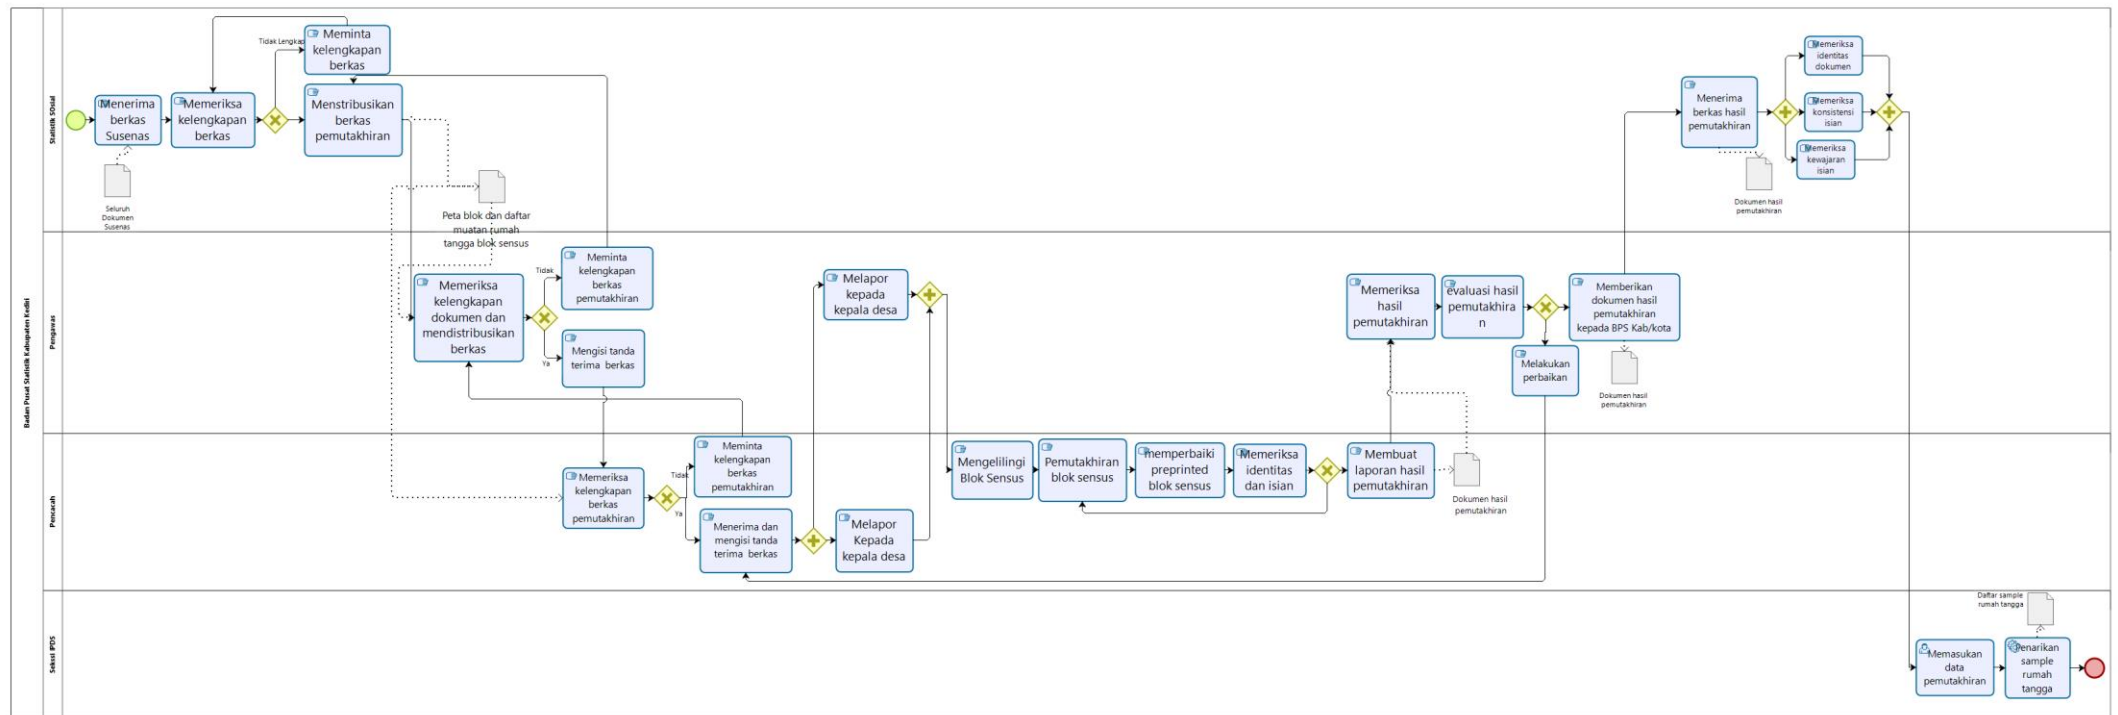 Badan Pusat Statistik Kabupaten Kediri
Statistik SOsial
Menerima
berkas
Susenas
Seluruh
Dokumen
Susenas
Memeriksa
kelengkapan
berkas
Tidak Lengkap
Meminta
kelengkapan
berkas
Menstribusikan
berkas
pemutakhiran
Peta blok dan daftar
muatan rumah
tangga blok sensus
Menerima
berkas hasil
pemutakhiran
Dokumen hasil
pemutakhiran
Memeriksa
identitas
dokumen
Memeriksa
konsistensi
isian
Memeriksa
kewajaran
isian
Pengawas
Memeriksa
kelengkapan
dokumen dan
mendistribusikan
berkas
Tidak
Meminta
kelengkapan
berkas
pemutakhiran
Ya
Mengisi tanda
terima berkas
Melapor
kepada
kepala desa
Memeriksa
hasil
pemutakhiran
evaluasi hasil
pemutakhira
n
Melakukan
perbaikan
Memberikan
dokumen hasil
pemutakhiran
kepada BPS Kab/kota
Dokumen hasil
pemutakhiran
Pencacah
Memeriksa
kelengkapan
berkas
pemutakhiran
Tidak
Meminta
kelengkapan
berkas
pemutakhiran
Ya
Menerima dan
mengisi tanda
terima berkas
Melapor
Kepada
kepala desa
Mengelilingi
Blok Sensus
Pemutakhiran
blok sensus
memperbaiki
preprinted
blok sensus
Memeriksa
identitas
dan isian
Membuat
laporan hasil
pemutakhiran
Dokumen hasil
pemutakhiran
Sekssi IPDS
Memasukan
data
pemutakhiran
Daftar sample
rumah tangga
Penarikan
sample
rumah
tangga